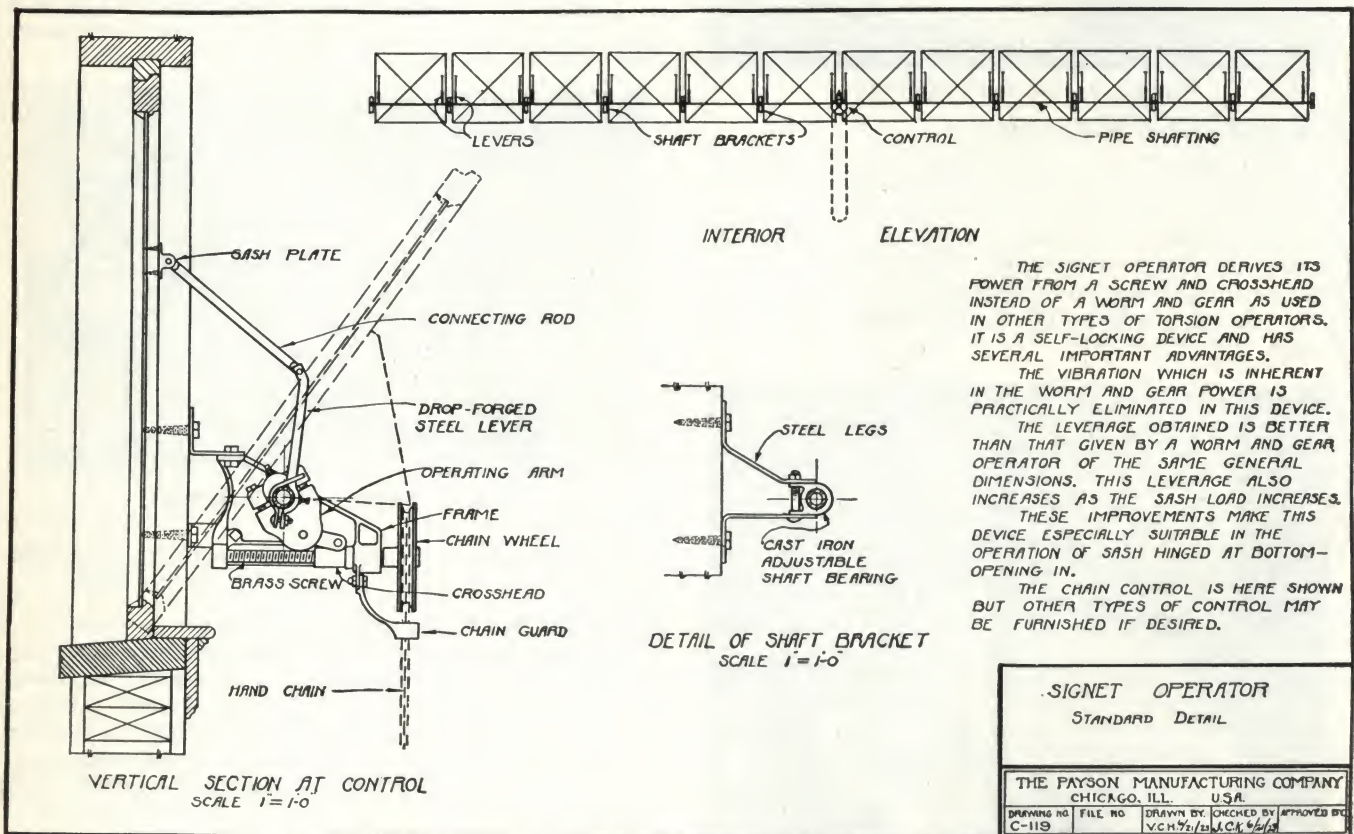 LEVERS
SHAFT BRACKETS
CONTROL
PIPE SHAFTING
INTERIOR ELEVATION
SASH PLATE
CONNECTING ROD
DROP-FORGED
STEEL LEVER
OPERATING ARM
FRAME
CHAIN WHEEL
BRASS SCREW
CROSSHEAD
CHAIN GUARD
HAND CHAIN
VERTICAL SECTION AT CONTROL
SCALE 1"=1'-0"
STEEL LEGS
CAST IRON
ADJUSTABLE
SHAFT BEARING
DETAIL OF SHAFT BRACKET
SCALE 1"=1'-0"
THE SIGNET OPERATOR DERIVES ITS
POWER FROM A SCREW AND CROSSHEAD
INSTEAD OF A WORM AND GEAR AS USED
IN OTHER TYPES OF TORSION OPERATORS.
IT IS A SELF-LOCKING DEVICE AND HAS
SEVERAL IMPORTANT ADVANTAGES.
THE VIBRATION WHICH IS INHERENT
IN THE WORM AND GEAR POWER IS
PRACTICALLY ELIMINATED IN THIS DEVICE.
THE LEVERAGE OBTAINED IS BETTER
THAN THAT GIVEN BY A WORM AND GEAR
OPERATOR OF THE SAME GENERAL
DIMENSIONS. THIS LEVERAGE ALSO
INCREASES AS THE SASH LOAD INCREASES.
THESE IMPROVEMENTS MAKE THIS
DEVICE ESPECIALLY SUITABLE IN THE
OPERATION OF SASH HINGED AT BOTTOM-
OPENING IN.
THE CHAIN CONTROL IS HERE SHOWN
BUT OTHER TYPES OF CONTROL MAY
BE FURNISHED IF DESIRED.
SIGNET OPERATOR
STANDARD DETAIL
THE PAYSON MANUFACTURING COMPANY
CHICAGO, ILL. U.S.A.
DRAWING NO FILE NO DRAWN BY CHECKED BY APPROVED BY
C-119 V.C.H. J.C.K.